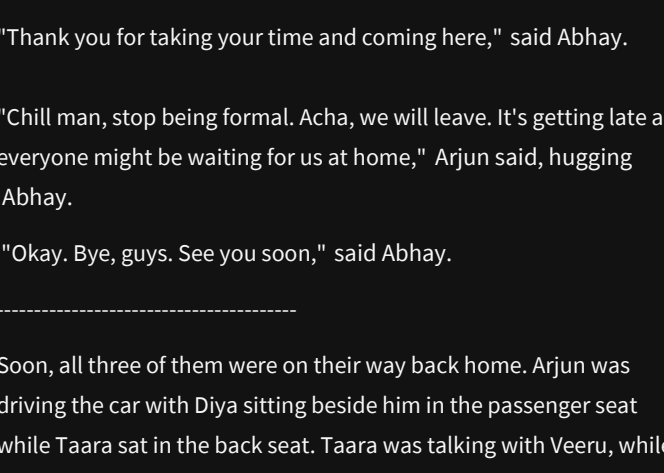 "Thank you for taking your time and coming here," said Abhay.
"Chill man, stop being formal. Acha, we will leave. It's getting late a
everyone might be waiting for us at home," Arjun said, hugging
Abhay.
"Okay. Bye, guys. See you soon," said Abhay.
----------------------------------------
Soon, all three of them were on their way back home. Arjun was
driving the car with Diya sitting beside him in the passenger seat
while Taara sat in the back seat. Taara was talking with Veeru, while